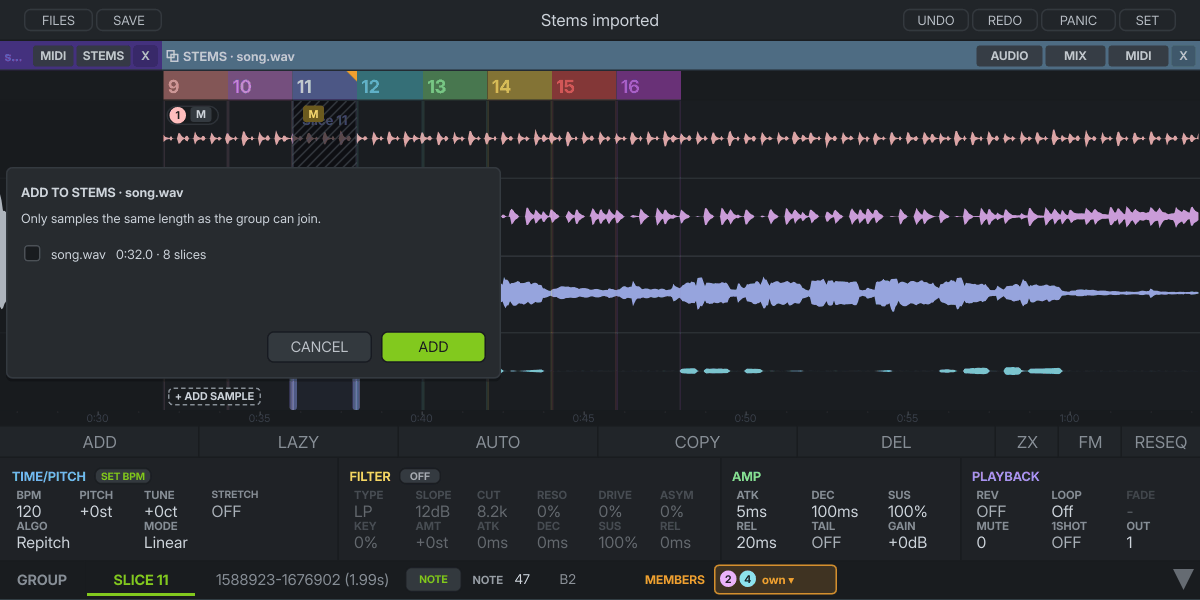 FILES SAVE Stems imported UNDO REDO PANIC SET
s... MIDI STEMS X STEMS · song.wav AUDIO MIX MIDI X
9 10 11 12 13 14 15 16
1 M M
Slice 11
ADD TO STEMS · song.wav
Only samples the same length as the group can join.
song.wav 0:32.0 · 8 slices
CANCEL ADD
+ ADD SAMPLE
0:30 0:35 0:40 0:45 0:50 0:55 1:00
ADD LAZY AUTO COPY DEL ZX FM RESEQ
TIME/PITCH SET BPM FILTER OFF AMP PLAYBACK
BPM PITCH TUNE STRETCH TYPE SLOPE CUT RESO DRIVE ASYM ATK DEC SUS REV LOOP FADE
120 +0st +0ct OFF LP 12dB 8.2k 0% 0% 0% 5ms 100ms 100% OFF Off -
ALGO MODE KEY AMT ATK DEC SUS REL REL TAIL GAIN MUTE 1SHOT OUT
Repitch Linear 0% +0st 0ms 0ms 100% 0ms 20ms OFF +0dB 0 OFF 1
GROUP SLICE 11 1588923-1676902 (1.99s) NOTE NOTE 47 B2 MEMBERS 2 4 own ▾